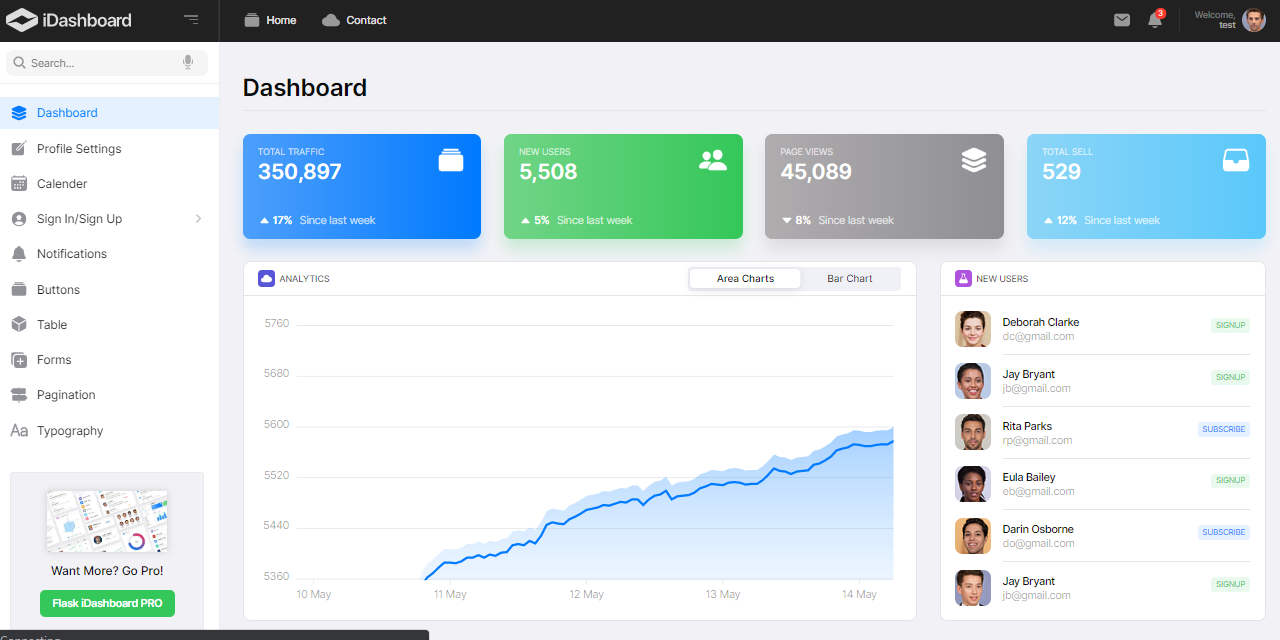 iDashboard
Home
Contact
3
Welcome,
test
Search...
Dashboard
Profile Settings
Calender
Sign In/Sign Up
Notifications
Buttons
Table
Forms
Pagination
Aa Typography
Want More? Go Pro!
Flask iDashboard PRO
Dashboard
TOTAL TRAFFIC
350,897
17% Since last week
NEW USERS
5,508
5% Since last week
PAGE VIEWS
45,089
8% Since last week
TOTAL SELL
529
12% Since last week
ANALYTICS
Area Charts
Bar Chart
5760
5680
5600
5520
5440
5360
10 May
11 May
12 May
13 May
14 May
NEW USERS
Deborah Clarke
dc@gmail.com
SIGNUP
Jay Bryant
jb@gmail.com
SIGNUP
Rita Parks
rp@gmail.com
SUBSCRIBE
Eula Bailey
eb@gmail.com
SIGNUP
Darin Osborne
do@gmail.com
SUBSCRIBE
Jay Bryant
jb@gmail.com
SIGNUP